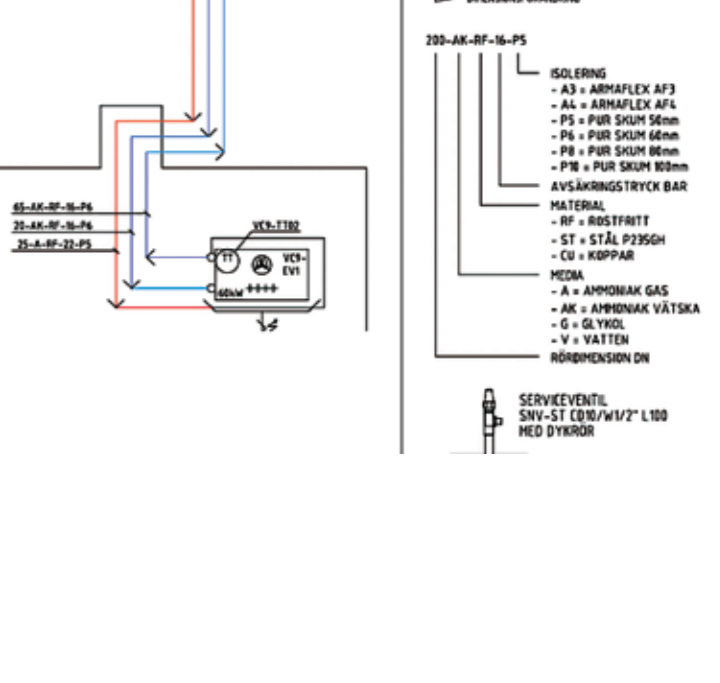 65-AK-RF-16-P6
20-AK-RF-16-P6
25-A-RF-22-P5
VC9-TT02
TT
VC9-
EV1
60kW
200-AK-RF-16-P5
ISOLERING
- A3 = ARMAFLEX AF3
- A4 = ARMAFLEX AF4
- P5 = PUR SKUM 50mm
- P6 = PUR SKUM 60mm
- P8 = PUR SKUM 80mm
- P10 = PUR SKUM 100mm
AVSÄKRINGSTRYCK BAR
MATERIAL
- RF = ROSTFRITT
- ST = STÅL P235GH
- CU = KOPPAR
MEDIA
- A = AMMONIAK GAS
- AK = AMMONIAK VÄTSKA
- G = GLYKOL
- V = VATTEN
RÖRDIMENSION DN
SERVICEVENTIL
SNV-ST CD10/W1/2" L100
MED DYKRÖR